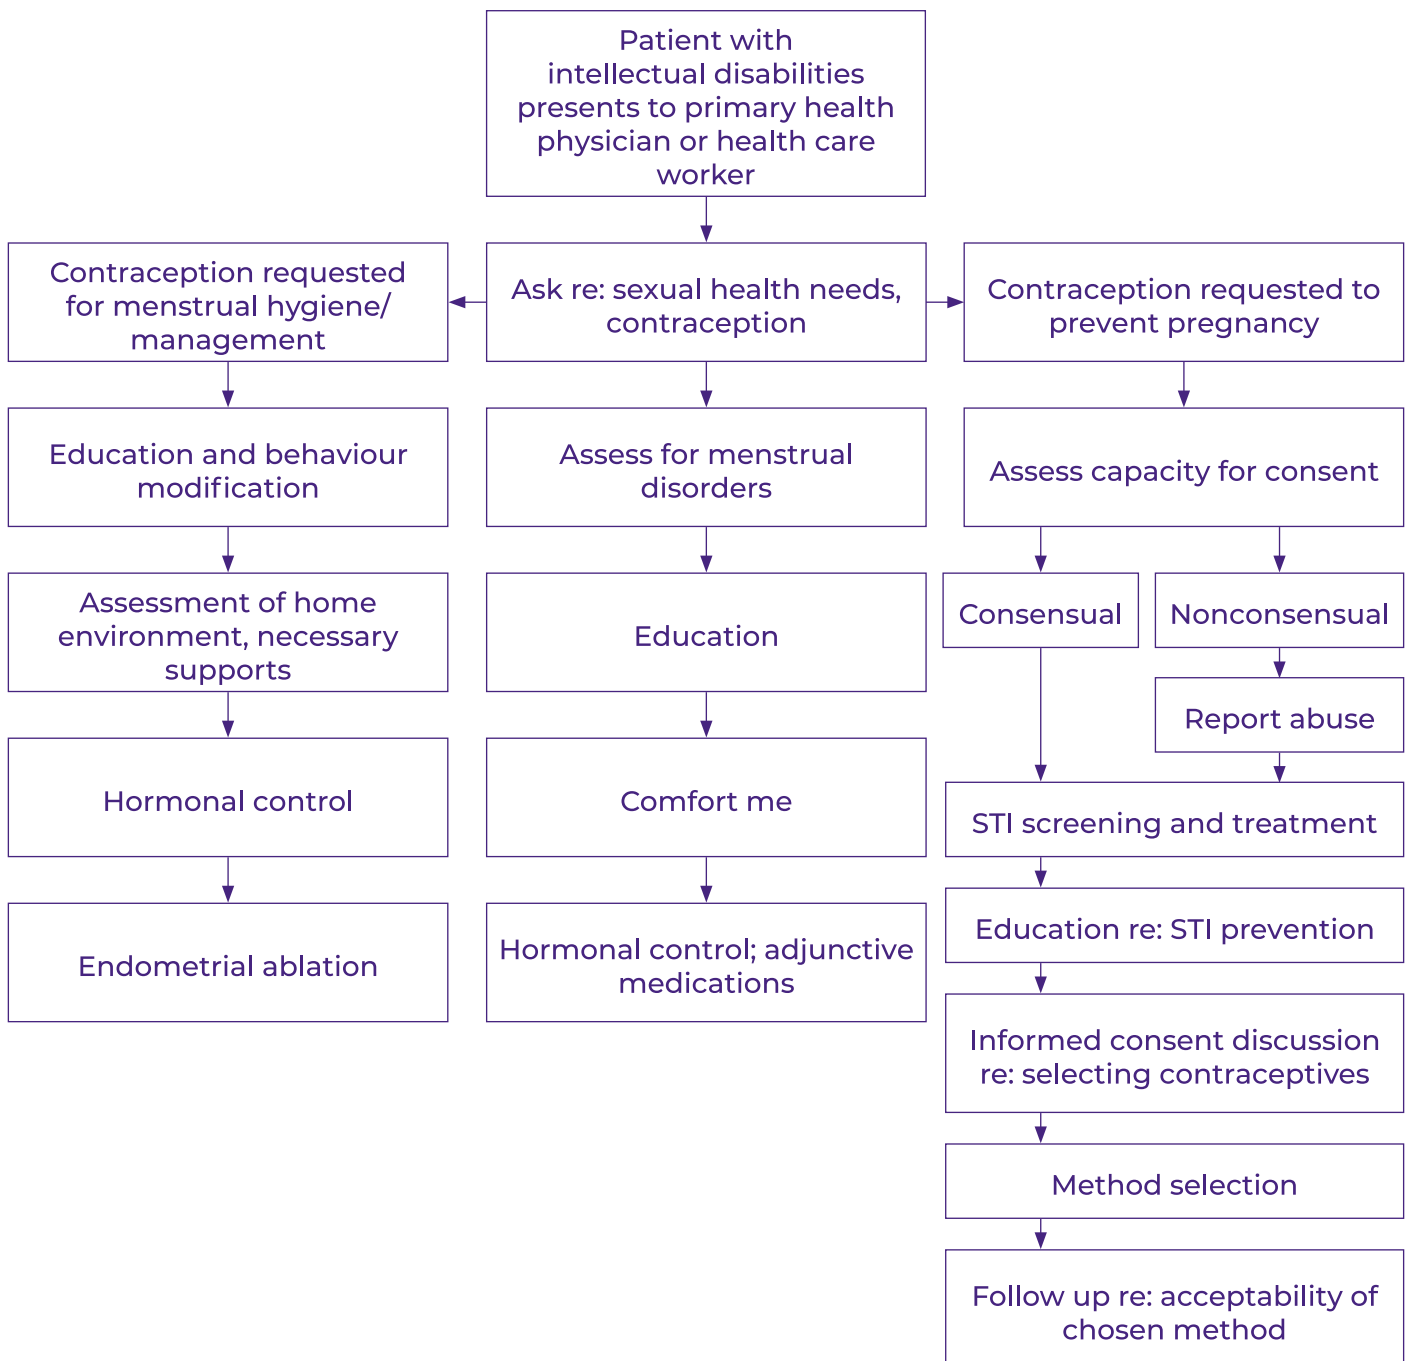 Patient with
intellectual disabilities
presents to primary health
physician or health care
worker
Contraception requested
for menstrual hygiene/
management
Ask re: sexual health needs,
contraception
Contraception requested to
prevent pregnancy
Education and behaviour
modification
Assess for menstrual
disorders
Assess capacity for consent
Assessment of home
environment, necessary
supports
Education
Consensual
Nonconsensual
Report abuse
Hormonal control
Comfort me
STI screening and treatment
Endometrial ablation
Hormonal control; adjunctive
medications
Education re: STI prevention
Informed consent discussion
re: selecting contraceptives
Method selection
Follow up re: acceptability of
chosen method